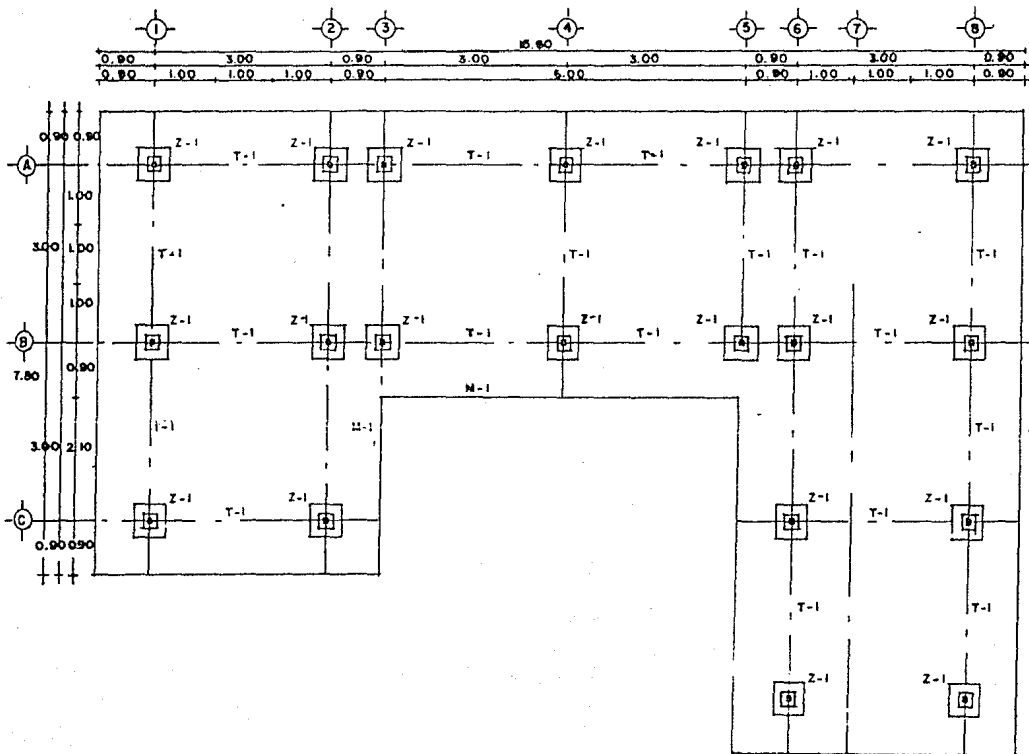 1 2 3 4 5 6 7 8
15.60
0.90 3.00 0.90 3.00 3.00 0.90 3.00 0.90
0.90 1.00 1.00 1.00 0.90 6.00 0.90 1.00 1.00 1.00 0.90
0.90 0.90
Z-1 Z-1 Z-1 Z-1 Z-1 Z-1 Z-1
A T-1 T-1 T-1
1.00
3.00 1.00 T-1 T-1 T-1 T-1 T-1
1.00
Z-1 Z-1 Z-1 Z-1 Z-1 Z-1 Z-1
B T-1 T-1 T-1 T-1
7.80 0.90
M-1
3.00 2.10 T-1 M-1 T-1
Z-1 Z-1 Z-1 Z-1
C T-1 T-1
0.90 0.90
T-1 T-1
Z-1 Z-1